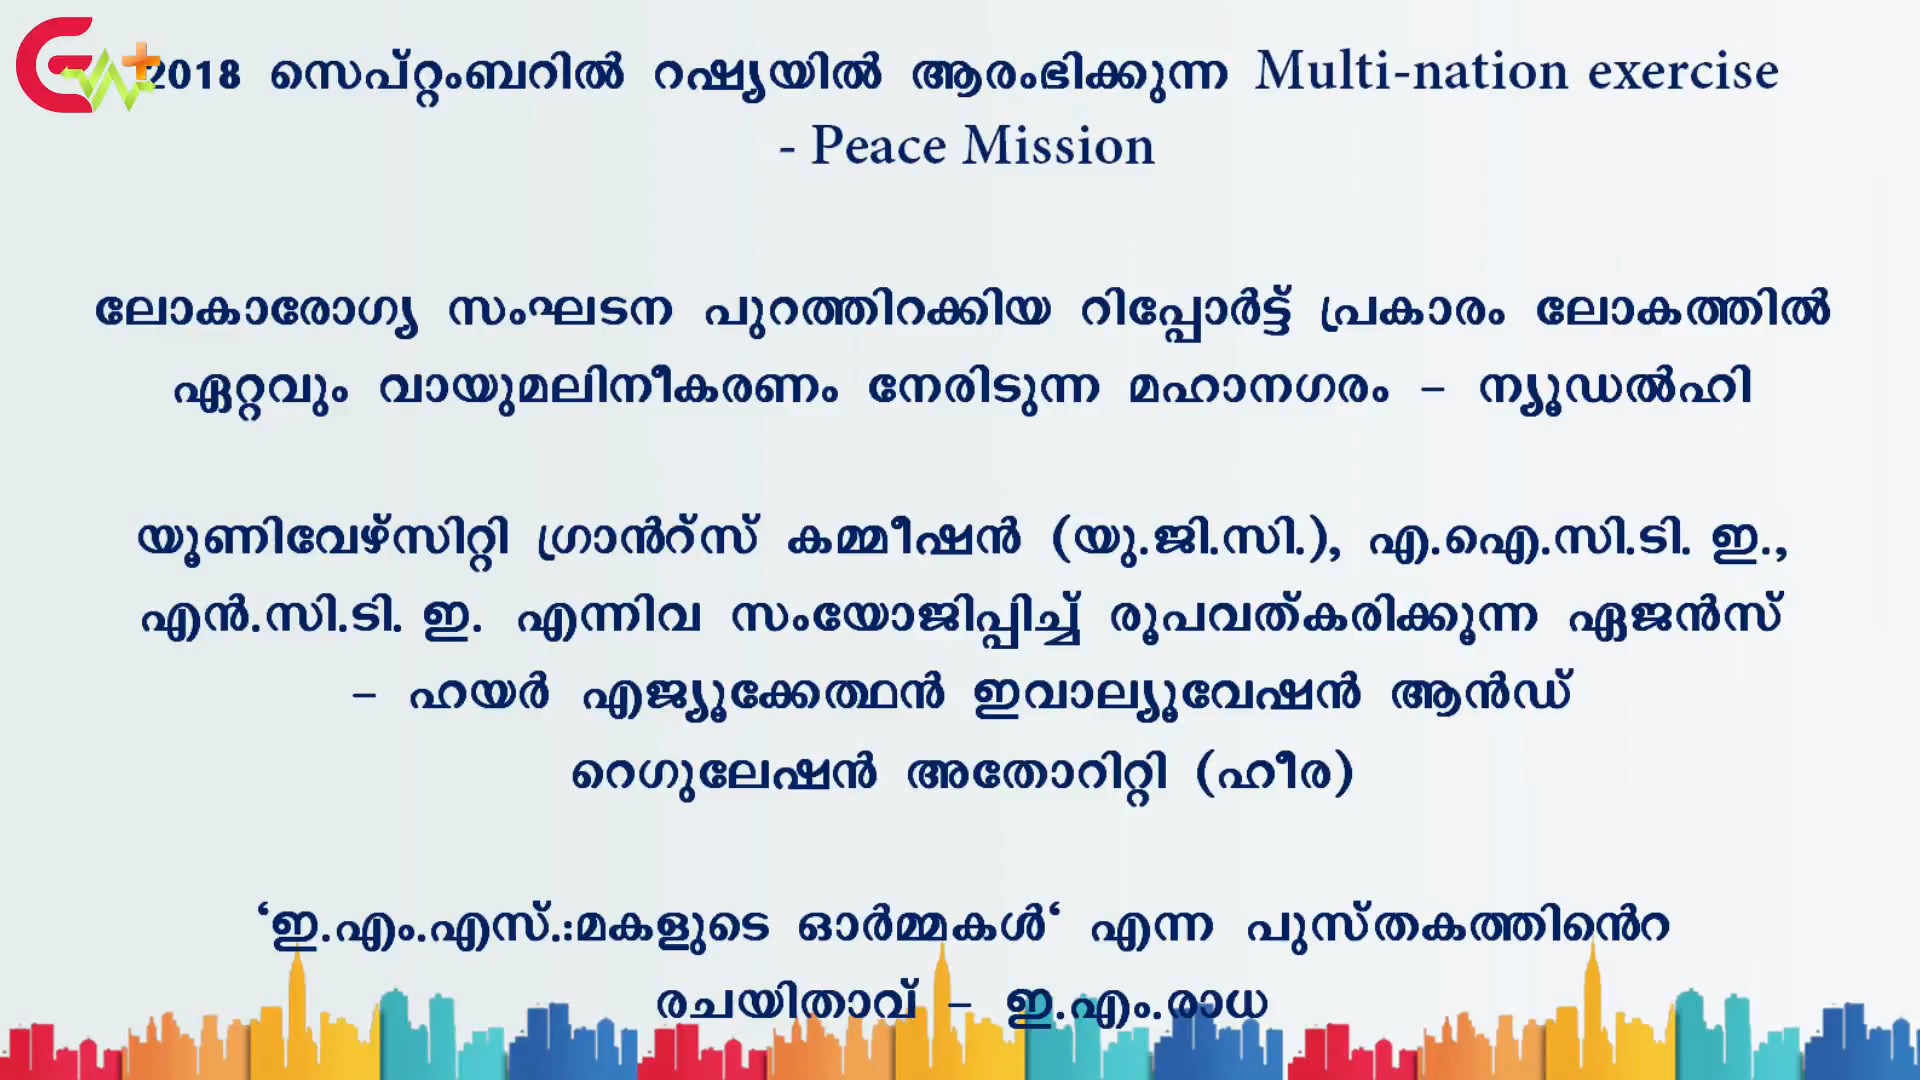 2018 സെപ്റ്റംബറിൽ റഷ്യയിൽ ആരംഭിക്കുന്ന Multi-nation exercise
- Peace Mission
ലോകാരോഗ്യ സംഘടന പുറത്തിറക്കിയ റിപ്പോർട്ട് പ്രകാരം ലോകത്തിൽ
ഏറ്റവും വായുമലിനീകരണം നേരിടുന്ന മഹാനഗരം – ന്യൂഡൽഹി
യൂണിവേഴ്സിറ്റി ഗ്രാൻറ്സ് കമ്മീഷൻ (യു.ജി.സി.), എ.ഐ.സി.ടി. ഇ.,
എൻ.സി.ടി. ഇ. എന്നിവ സംയോജിപ്പിച്ച് രൂപവത്കരിക്കൂന്ന ഏജൻസ്
– ഹയർ എജ്യൂക്കേത്ഥൻ ഇവാല്യൂവേഷൻ ആൻഡ്
റെഗുലേഷൻ അതോറിറ്റി (ഹീര)
‘ഇ.എം.എസ്.:മകളുടെ ഓർമ്മകൾ‘ എന്ന പുസ്തകത്തിൻെറ
രചയിതാവ് – ഇ.എം.രാധ